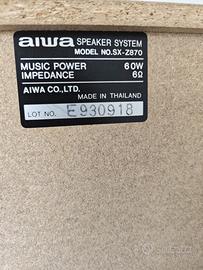 aiwa SPEAKER SYSTEM
MODEL NO. SX-Z870
MUSIC POWER 60W
IMPEDANCE 6Ω
AIWA CO., LTD.
MADE IN THAILAND
LOT NO. E930918
subito